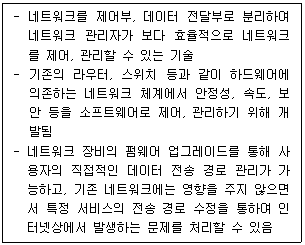 - 네트워크를 제어부, 데이터 전달부로 분리하여
네트워크 관리자가 보다 효율적으로 네트워크
를 제어, 관리할 수 있는 기술
- 기존의 라우터, 스위치 등과 같이 하드웨어에
의존하는 네트워크 체계에서 안정성, 속도, 보
안 등을 소프트웨어로 제어, 관리하기 위해 개
발됨
- 네트워크 장비의 펌웨어 업그레이드를 통해 사
용자의 직접적인 데이터 전송 경로 관리가 가
능하고, 기존 네트워크에는 영향을 주지 않으면
서 특정 서비스의 전송 경로 수정을 통하여 인
터넷상에서 발생하는 문제를 처리할 수 있음